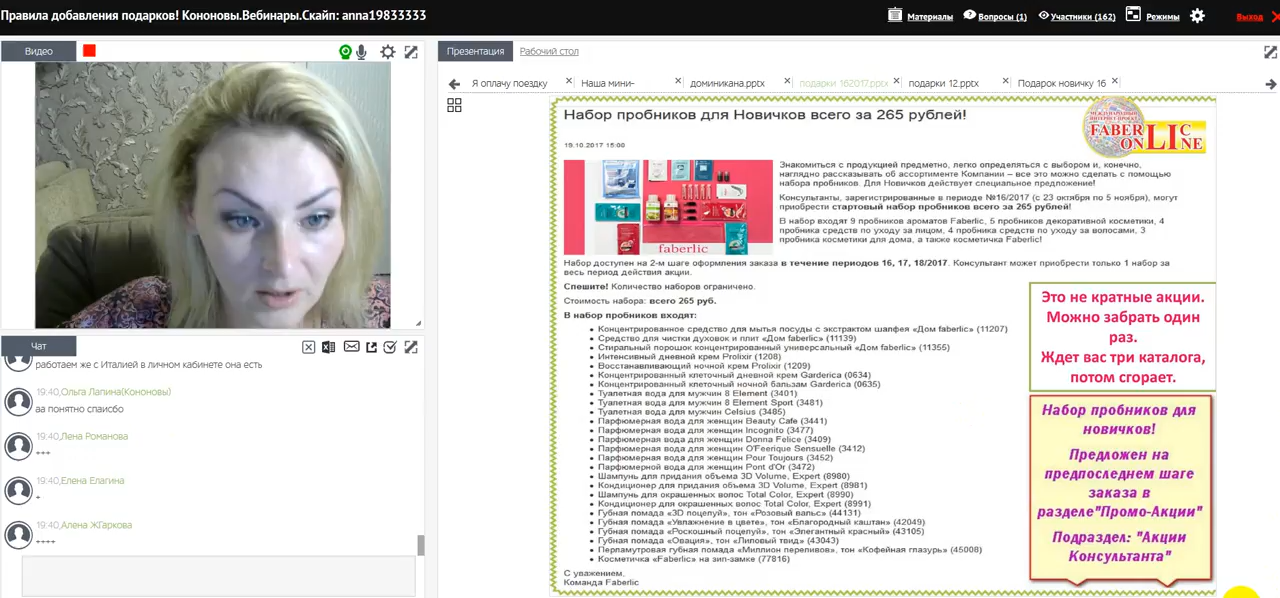 Правила добавления подарков! Кононовы.Вебинары.Скайп: anna19833333
Материалы
Вопросы (1)
Участники (162)
Режимы
Выход
Видео
Презентация
Рабочий стол
Я оплачу поездку
Наша мини-
доминикана.pptx
подарки 162017.pptx
подарки 12.pptx
Подарок новичку 16
Набор пробников для Новичков всего за 265 рублей!
МЕЖДУНАРОДНЫЙ
ИНТЕРНЕТ-ПРОЕКТ
FABERLIC
ONLINE
19.10.2017 15:00
Знакомиться с продукцией предметно, легко определяться с выбором и, конечно,
наглядно рассказывать об ассортименте Компании – все это можно сделать с помощью
набора пробников. Для Новичков действует специальное предложение!
Консультанты, зарегистрированные в периоде №16/2017 (с 23 октября по 5 ноября), могут
приобрести стартовый набор пробников всего за 265 рублей!
В набор входят 9 пробников ароматов Faberlic, 5 пробников декоративной косметики, 4
пробника средств по уходу за лицом, 4 пробника средств по уходу за волосами, 3
пробника косметики для дома, а также косметичка Faberlic!
faberlic
Набор доступен на 2-м шаге оформления заказа в течение периодов 16, 17, 18/2017. Консультант может приобрести только 1 набор за
весь период действия акции.
Спешите! Количество наборов ограничено.
Стоимость набора: всего 265 руб.
В набор пробников входят:
Концентрированное средство для мытья посуды с экстрактом шалфея «Дом faberlic» (11207)
Средство для чистки духовок и плит «Дом faberlic» (11139)
Стиральный порошок концентрированный универсальный «Дом faberlic» (11355)
Интенсивный дневной крем Prolixir (1208)
Восстанавливающий ночной крем Prolixir (1209)
Концентрированный клеточный дневной крем Garderica (0634)
Концентрированный клеточный ночной бальзам Garderica (0635)
Туалетная вода для мужчин 8 Element (3401)
Туалетная вода для мужчин 8 Element Sport (3481)
Туалетная вода для мужчин Celsius (3485)
Парфюмерная вода для женщин Beauty Cafe (3441)
Парфюмерная вода для женщин Incognito (3477)
Парфюмерная вода для женщин Donna Felice (3409)
Парфюмерная вода для женщин O'Feerique Sensuelle (3412)
Парфюмерная вода для женщин Pour Toujours (3452)
Парфюмерной вода для женщин Pont d'Or (3472)
Шампунь для придания объема 3D Volume, Expert (8980)
Кондиционер для придания объема 3D Volume, Expert (8981)
Шампунь для окрашенных волос Total Color, Expert (8990)
Кондиционер для окрашенных волос Total Color, Expert (8991)
Губная помада «3D поцелуй», тон «Розовый вальс» (44131)
Губная помада «Увлажнение в цвете», тон «Благородный каштан» (42049)
Губная помада «Роскошный поцелуй», тон «Элегантный красный» (43105)
Губная помада «Овация», тон «Лиловый твид» (43043)
Перламутровая губная помада «Миллион переливов», тон «Кофейная глазурь» (45008)
Косметичка «Faberlic» на зип-замке (77816)
С уважением,
Команда Faberlic
Это не кратные акции.
Можно забрать один
раз.
Ждет вас три каталога,
потом сгорает.
Набор пробников для
новичков!
Предложен на
предпоследнем шаге
заказа в
разделе"Промо-Акции"
Подраздел: "Акции
Консультанта"
Чат
работаем же с Италией в личном кабинете она есть
19:40,Ольга Лапина(Кононовы)
аа понятно спаисбо
19:40,Лена Романова
+++
19:40,Елена Елагина
+
19:40,Алена ЖГаркова
++++